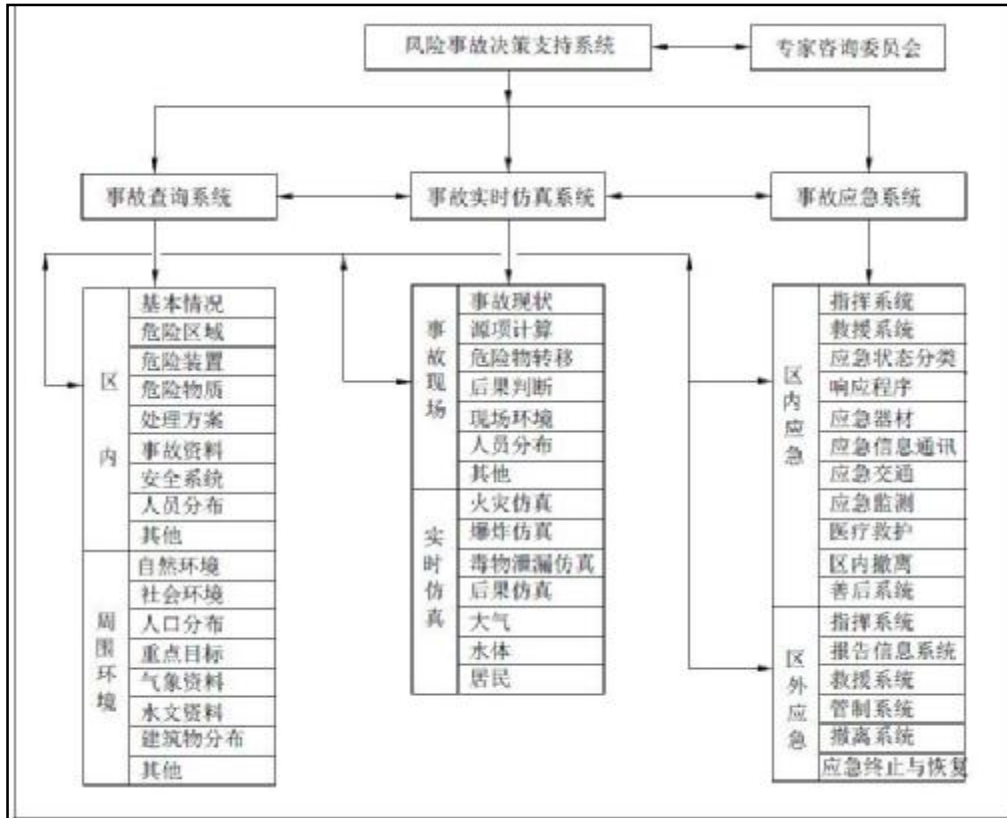 风险事故决策支持系统
专家咨询委员会
事故查询系统
事故实时仿真系统
事故应急系统
区内
基本情况
危险区域
危险装置
危险物质
处理方案
事故资料
安全系统
人员分布
其他
周围环境
自然环境
社会环境
人口分布
重点目标
气象资料
水文资料
建筑物分布
其他
事故现场
事故现状
源项计算
危险物转移
后果判断
现场环境
人员分布
其他
实时仿真
火灾仿真
爆炸仿真
毒物泄漏仿真
后果仿真
大气
水体
居民
区内应急
指挥系统
救援系统
应急状态分类
响应程序
应急器材
应急信息通讯
应急交通
应急监测
医疗救护
区内撤离
善后系统
区外应急
指挥系统
报告信息系统
救援系统
管制系统
撤离系统
应急终止与恢复